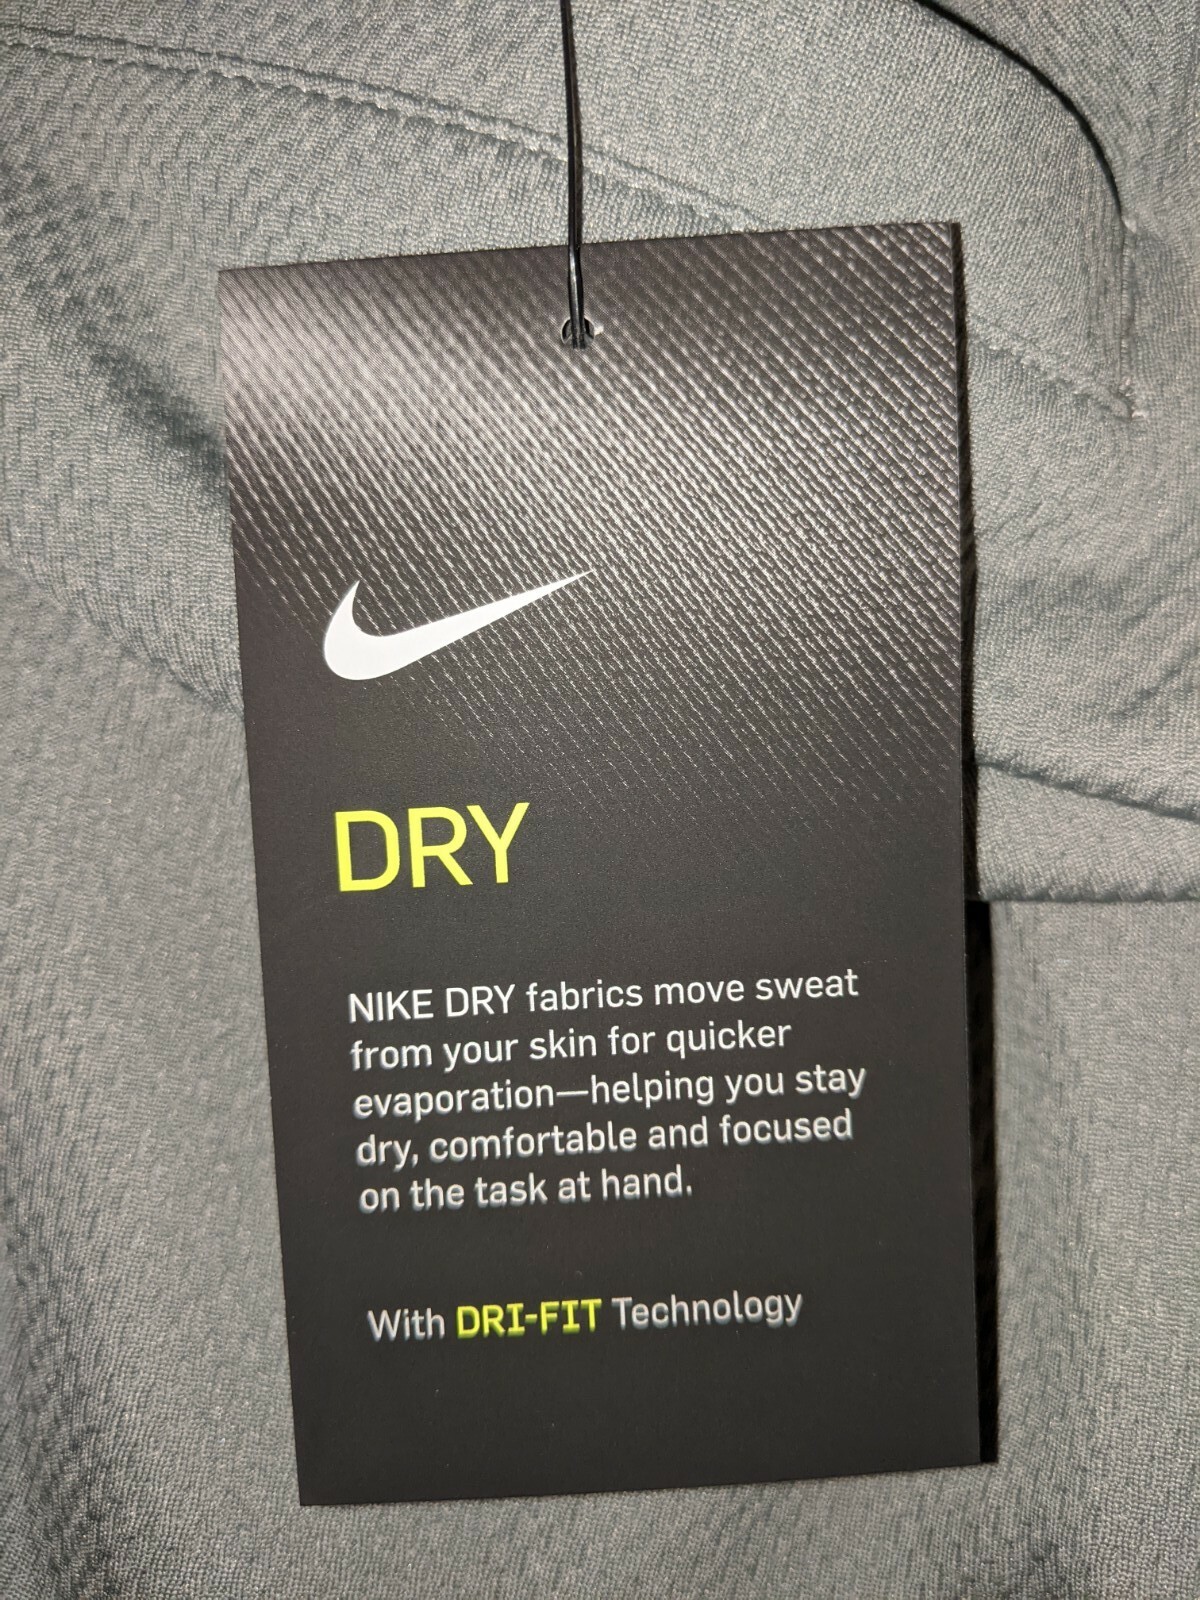 DRY
NIKE DRY fabrics move sweat
from your skin for quicker
evaporation—helping you stay
dry, comfortable and focused
on the task at hand.
With DRI-FIT Technology